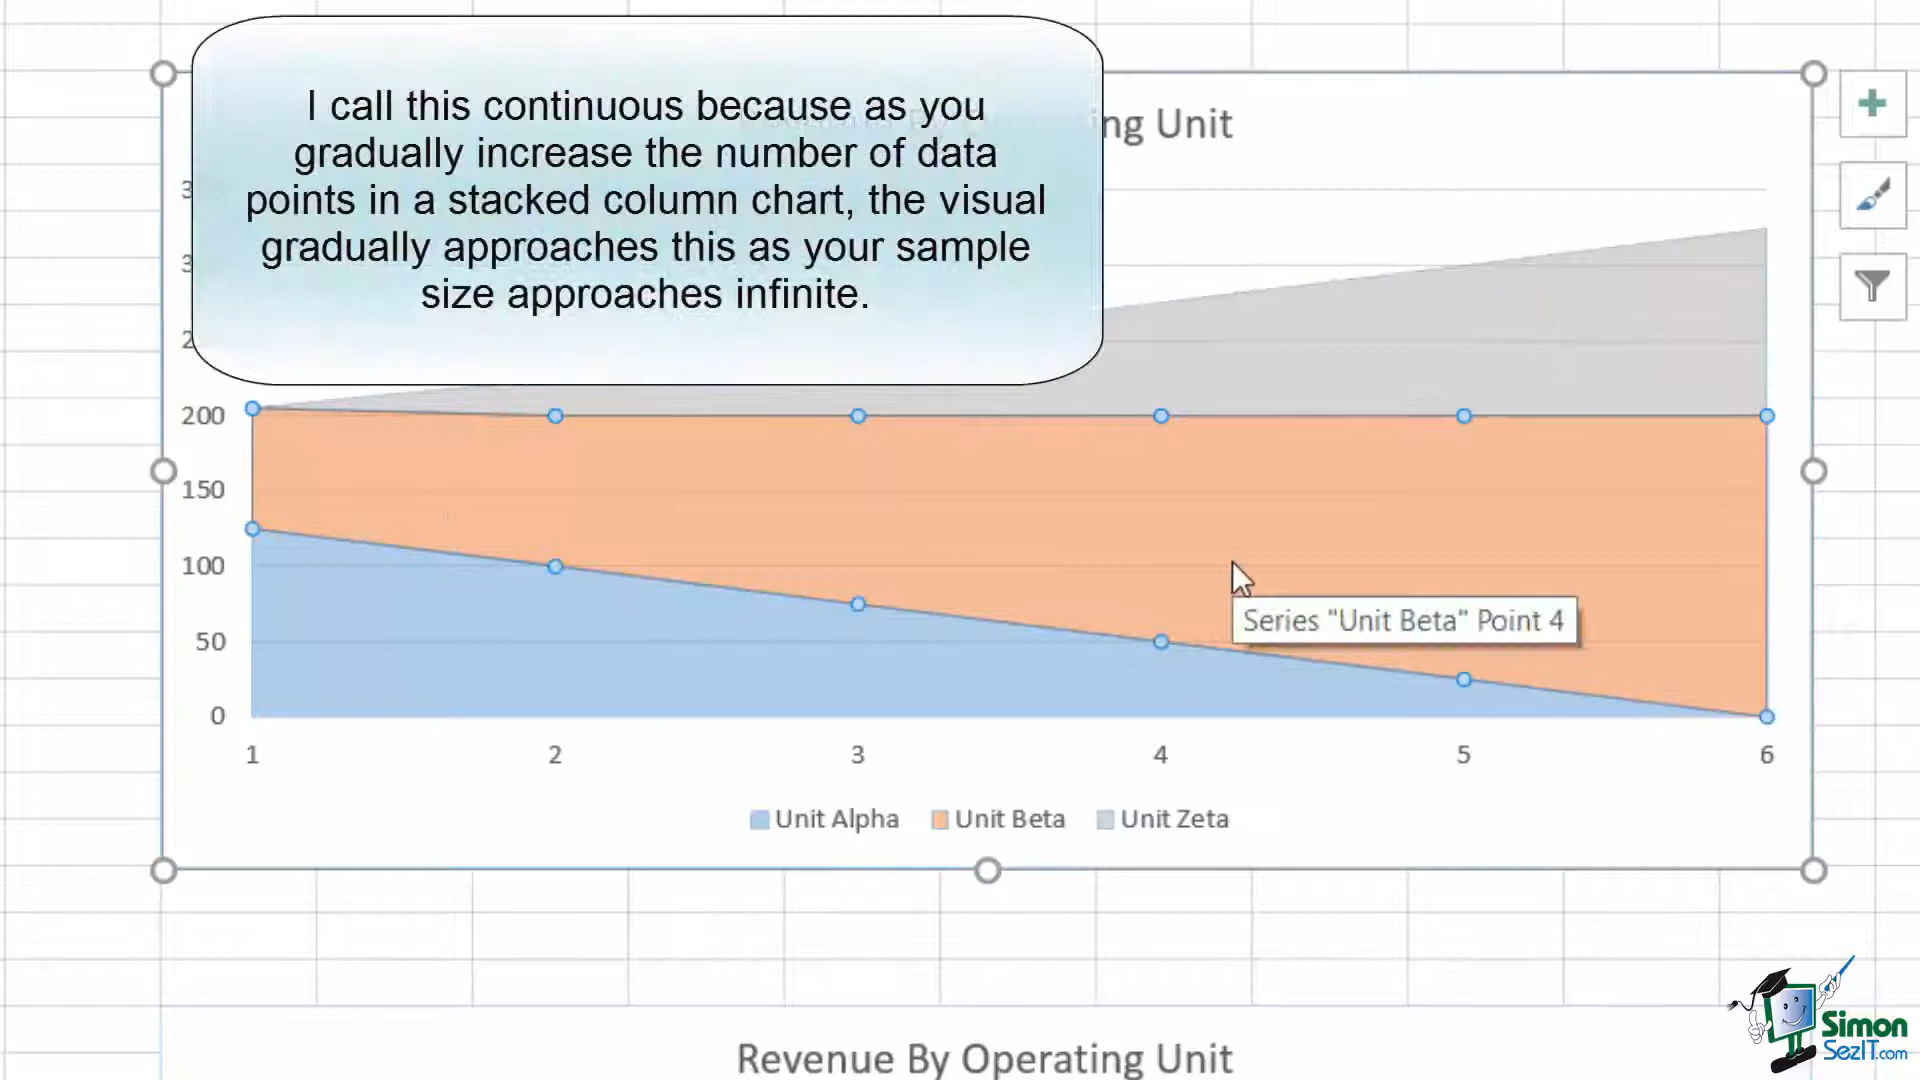 I call this continuous because as you
gradually increase the number of data
points in a stacked column chart, the visual
gradually approaches this as your sample
size approaches infinite.
ng Unit
200
150
100
50
0
1 2 3 4 5 6
Series "Unit Beta" Point 4
Unit Alpha Unit Beta Unit Zeta
Revenue By Operating Unit
Simon
SezIT.com